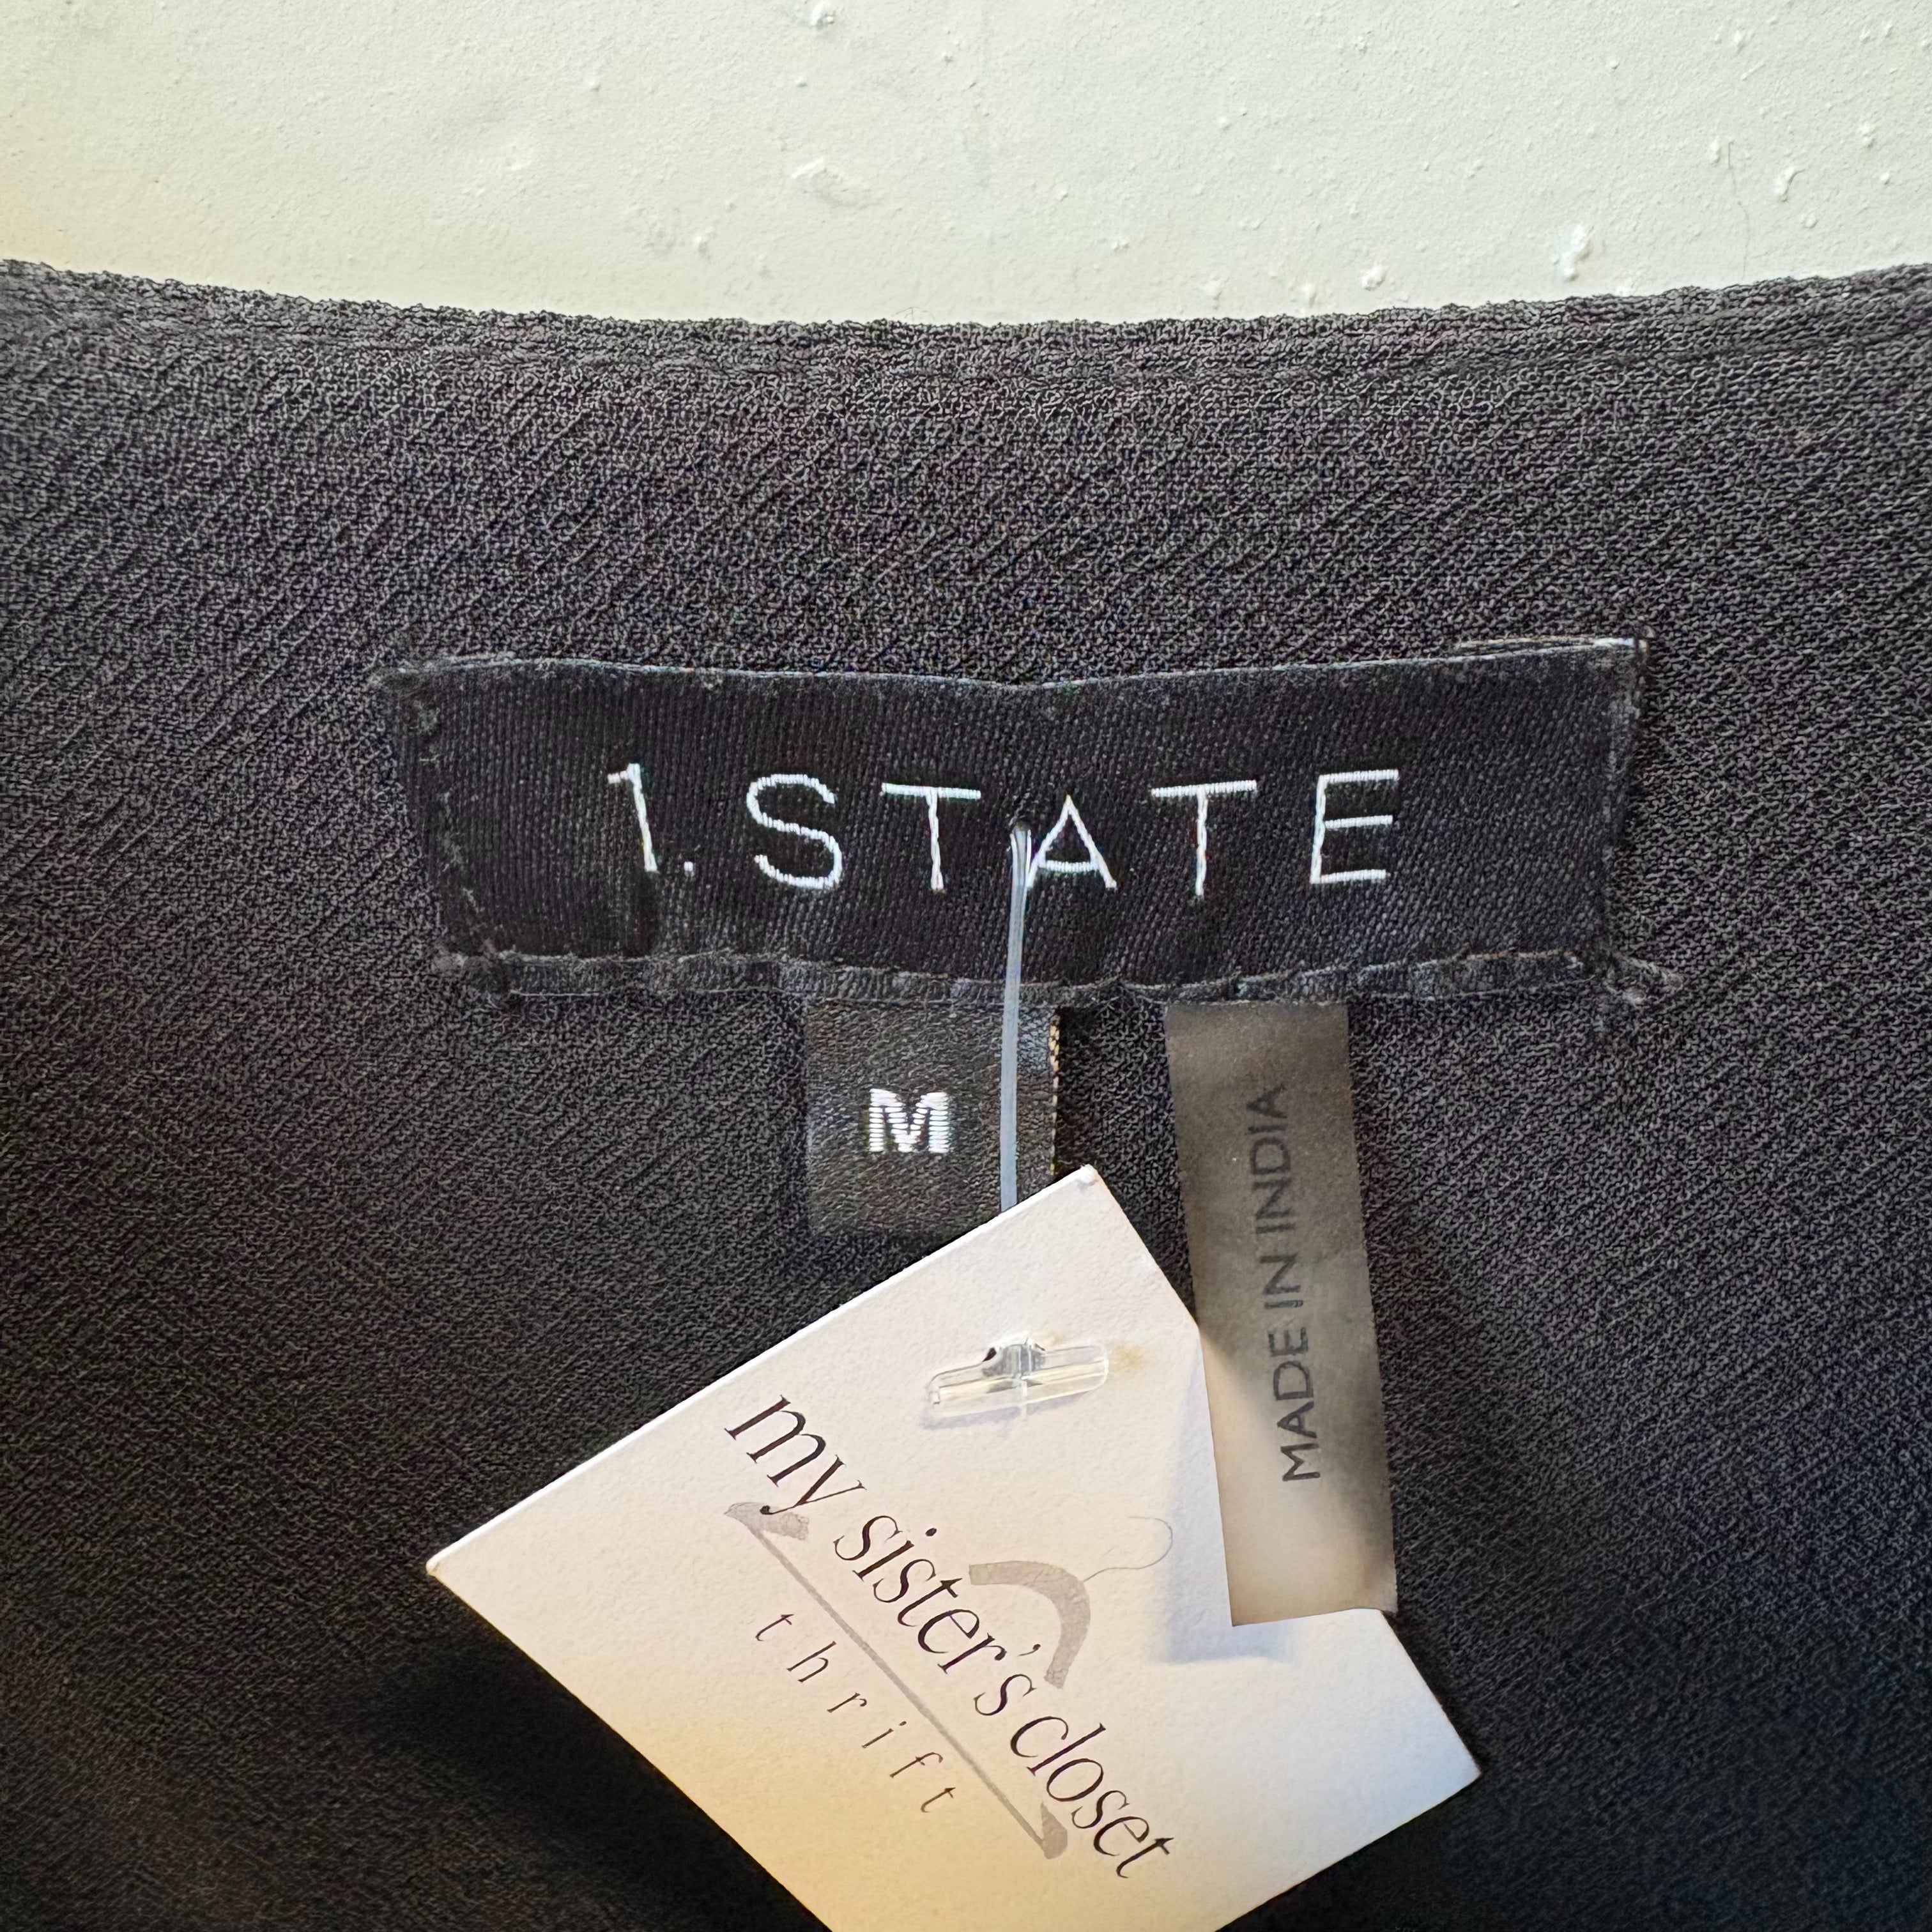 1. STATE
M
MADE IN INDIA
my sister's closet
thrift